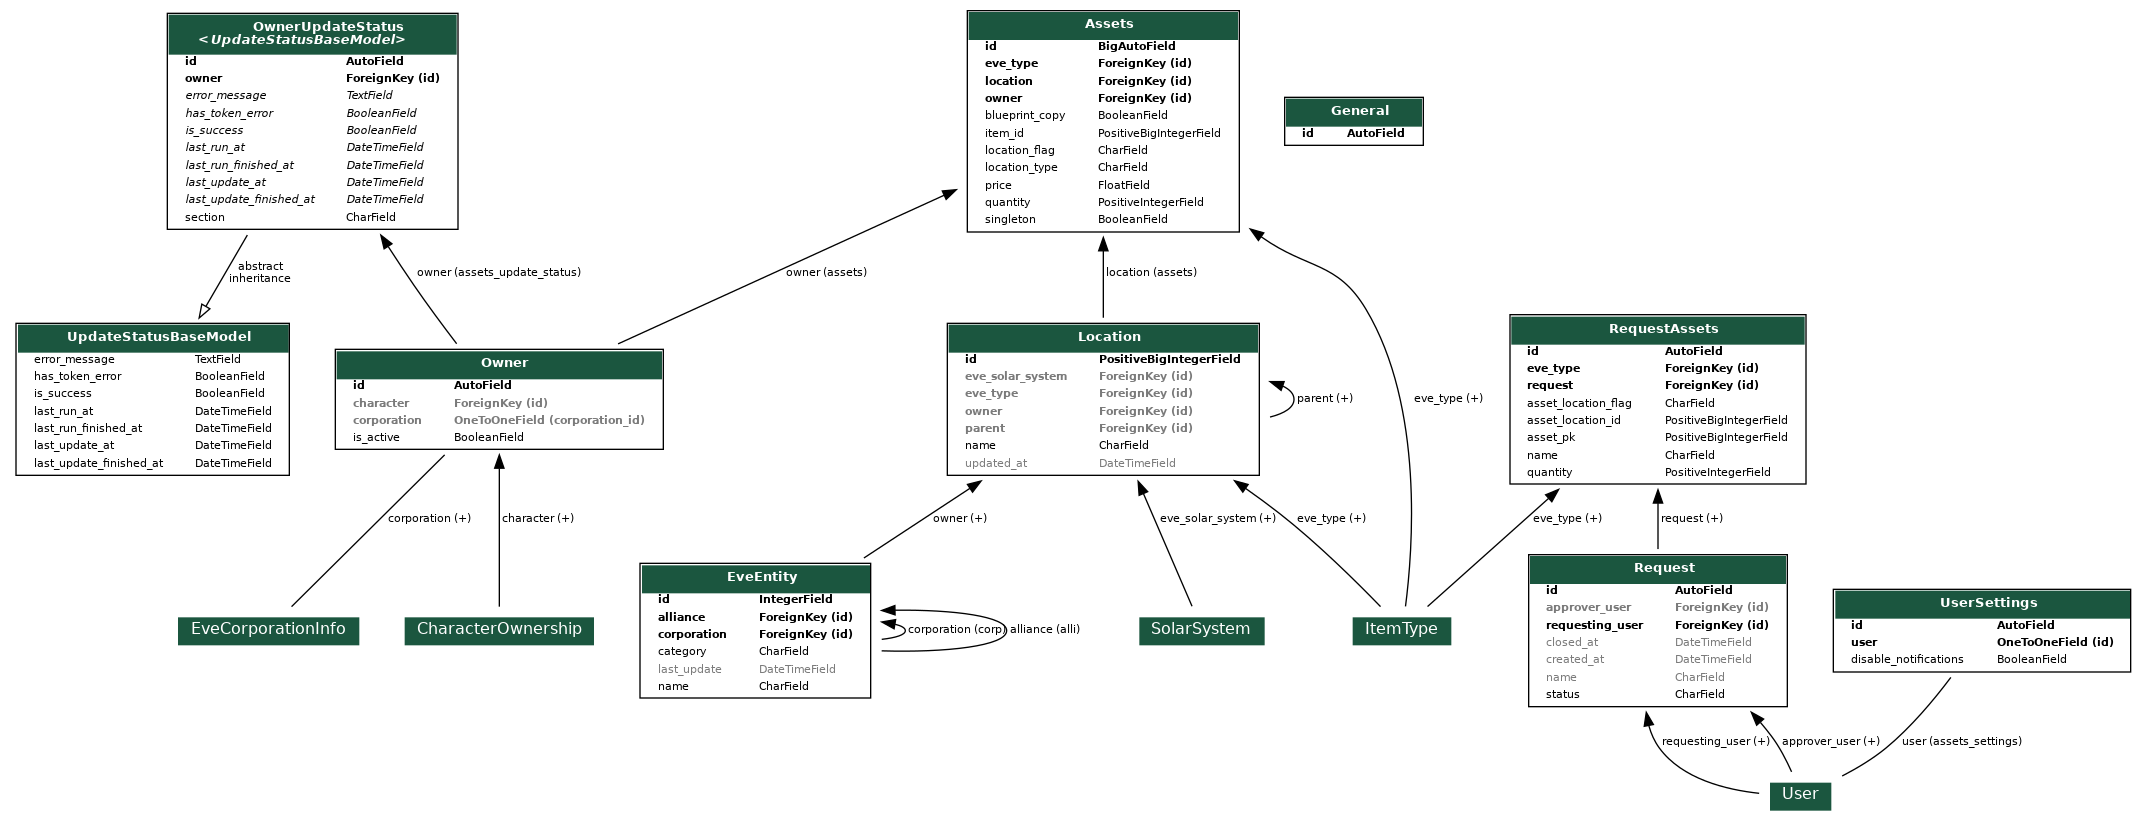 OwnerUpdateStatus
<UpdateStatusBaseModel>
id AutoField
owner ForeignKey (id)
error_message TextField
has_token_error BooleanField
is_success BooleanField
last_run_at DateTimeField
last_run_finished_at DateTimeField
last_update_at DateTimeField
last_update_finished_at DateTimeField
section CharField
Assets
id BigAutoField
eve_type ForeignKey (id)
location ForeignKey (id)
owner ForeignKey (id)
blueprint_copy BooleanField
item_id PositiveBigIntegerField
location_flag CharField
location_type CharField
price FloatField
quantity PositiveIntegerField
singleton BooleanField
General
id AutoField
abstract
inheritance
owner (assets_update_status)
owner (assets)
location (assets)
UpdateStatusBaseModel
error_message TextField
has_token_error BooleanField
is_success BooleanField
last_run_at DateTimeField
last_run_finished_at DateTimeField
last_update_at DateTimeField
last_update_finished_at DateTimeField
Owner
id AutoField
character ForeignKey (id)
corporation OneToOneField (corporation_id)
is_active BooleanField
Location
id PositiveBigIntegerField
eve_solar_system ForeignKey (id)
eve_type ForeignKey (id)
owner ForeignKey (id)
parent ForeignKey (id)
name CharField
updated_at DateTimeField
parent (+)
eve_type (+)
RequestAssets
id AutoField
eve_type ForeignKey (id)
request ForeignKey (id)
asset_location_flag CharField
asset_location_id PositiveBigIntegerField
asset_pk PositiveBigIntegerField
name CharField
quantity PositiveIntegerField
corporation (+)
character (+)
owner (+)
eve_solar_system (+)
eve_type (+)
eve_type (+)
request (+)
EveCorporationInfo
CharacterOwnership
EveEntity
id IntegerField
alliance ForeignKey (id)
corporation ForeignKey (id)
category CharField
last_update DateTimeField
name CharField
corporation (corp)
alliance (alli)
SolarSystem
ItemType
Request
id AutoField
approver_user ForeignKey (id)
requesting_user ForeignKey (id)
closed_at DateTimeField
created_at DateTimeField
name CharField
status CharField
UserSettings
id AutoField
user OneToOneField (id)
disable_notifications BooleanField
requesting_user (+)
approver_user (+)
user (assets_settings)
User